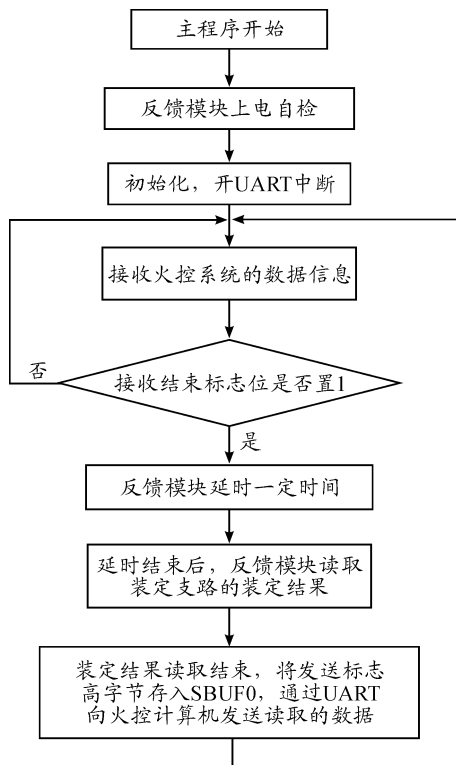 主程序开始
反馈模块上电自检
初始化，开UART中断
接收火控系统的数据信息
接收结束标志位是否置1
否
是
反馈模块延时一定时间
延时结束后，反馈模块读取
装定支路的装定结果
装定结果读取结束，将发送标志
高字节存入SBUF0，通过UART
向火控计算机发送读取的数据